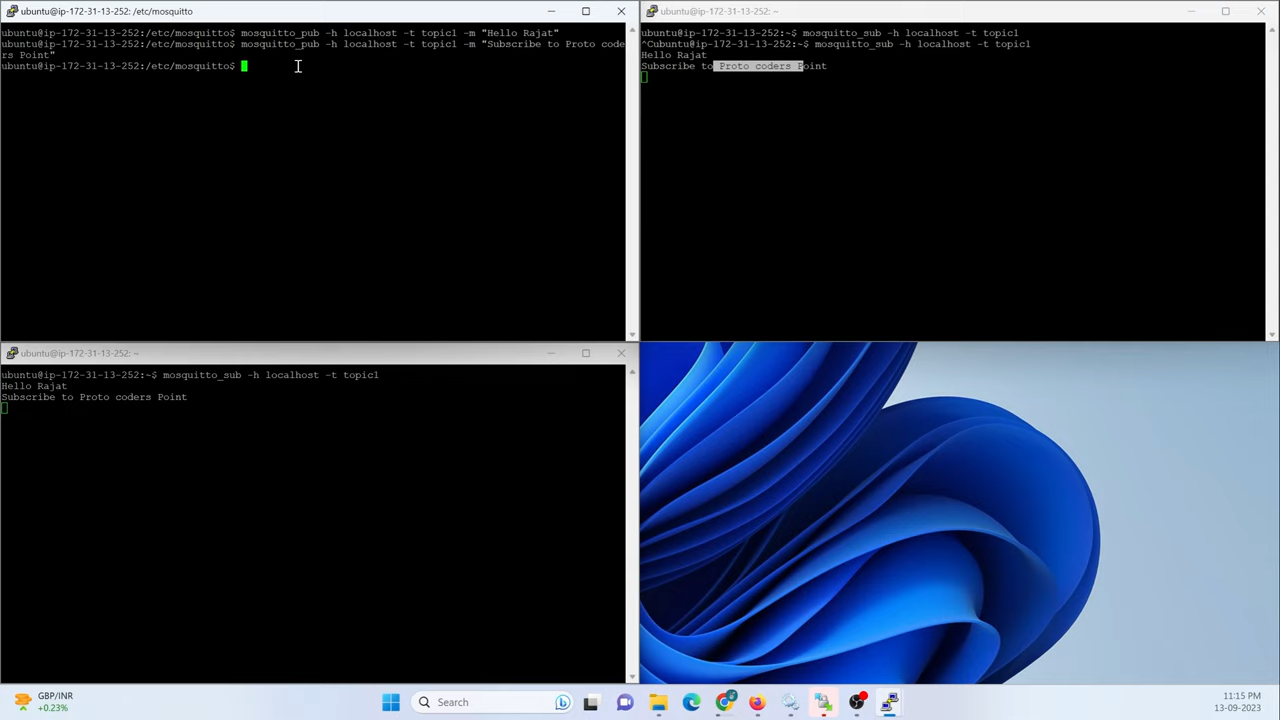 ubuntu@ip-172-31-13-252: /etc/mosquitto
ubuntu@ip-172-31-13-252:/etc/mosquitto$ mosquitto_pub -h localhost -t topic1 -m "Hello Rajat"
ubuntu@ip-172-31-13-252:/etc/mosquitto$ mosquitto_pub -h localhost -t topic1 -m "Subscribe to Proto code
rs Point"
ubuntu@ip-172-31-13-252:/etc/mosquitto$
ubuntu@ip-172-31-13-252: ~
ubuntu@ip-172-31-13-252:~$ mosquitto_sub -h localhost -t topic1
^Cubuntu@ip-172-31-13-252:~$ mosquitto_sub -h localhost -t topic1
Hello Rajat
Subscribe to Proto coders Point
ubuntu@ip-172-31-13-252: ~
ubuntu@ip-172-31-13-252:~$ mosquitto_sub -h localhost -t topic1
Hello Rajat
Subscribe to Proto coders Point
GBP/INR
+0.23%
Search
11:15 PM
13-09-2023